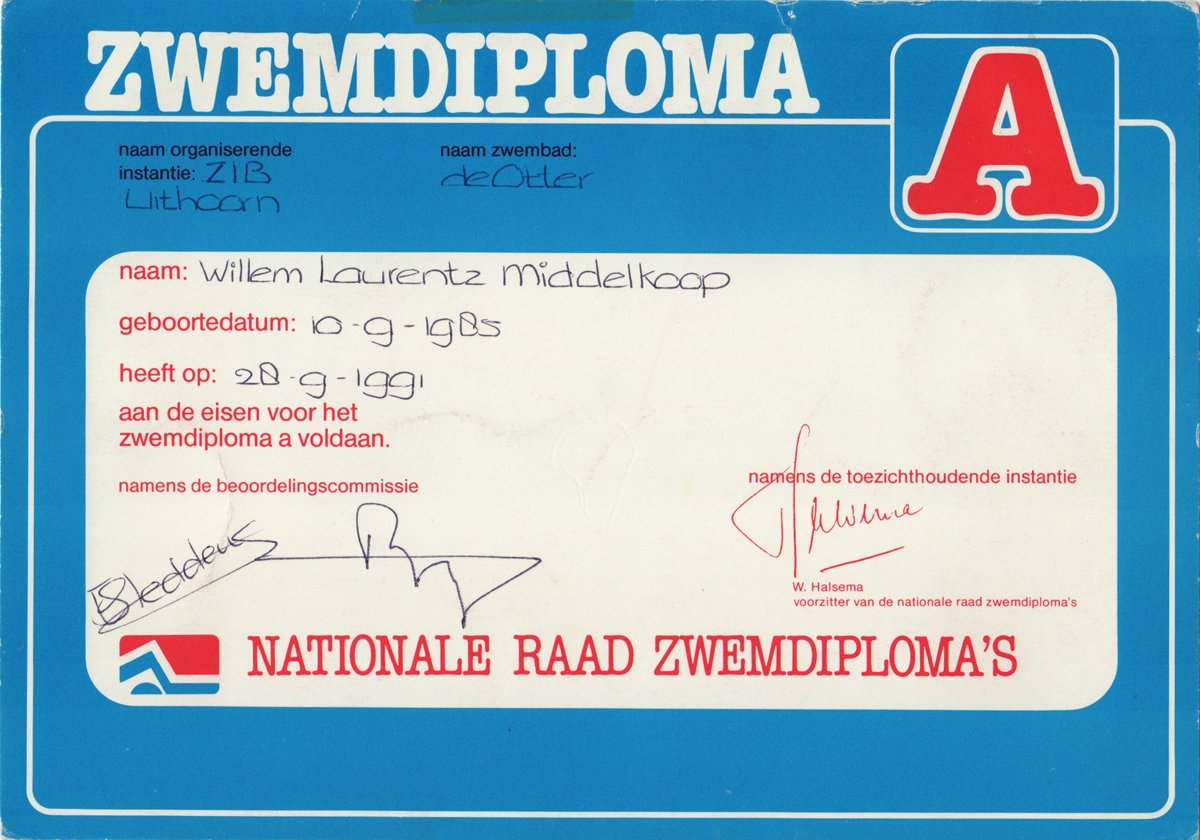 ZWEMDIPLOMA
A
naam organiserende
instantie: ZIB
Uithoorn
naam zwembad:
de Otter
naam: Willem Laurentz Middelkoop
geboortedatum: 10-9-1985
heeft op: 28-9-1991
aan de eisen voor het
zwemdiploma a voldaan.
namens de beoordelingscommissie
namens de toezichthoudende instantie
W. Halsema
voorzitter van de nationale raad zwemdiploma's
NATIONALE RAAD ZWEMDIPLOMA'S